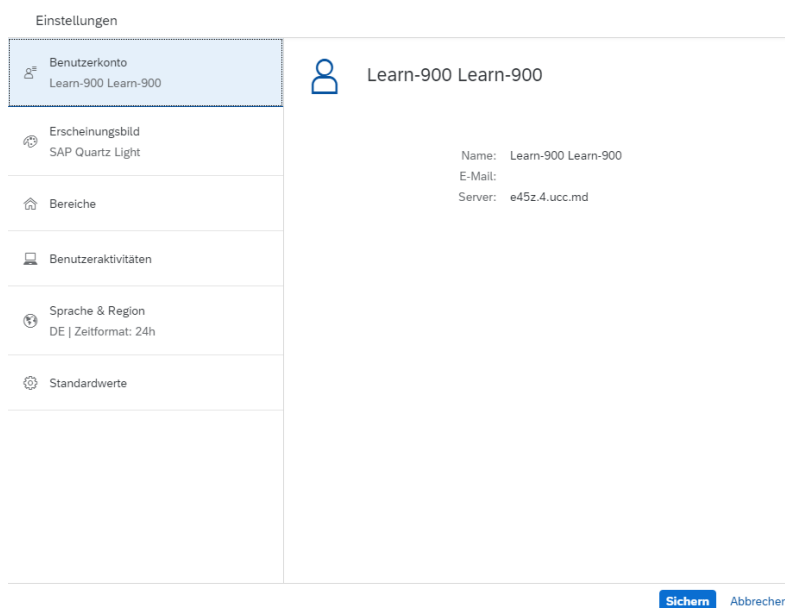 Einstellungen
Benutzerkonto
Learn-900 Learn-900
Erscheinungsbild
SAP Quartz Light
Bereiche
Benutzeraktivitäten
Sprache & Region
DE | Zeitformat: 24h
Standardwerte
Learn-900 Learn-900
Name: Learn-900 Learn-900
E-Mail:
Server: e45z.4.ucc.md
Sichern Abbrechen